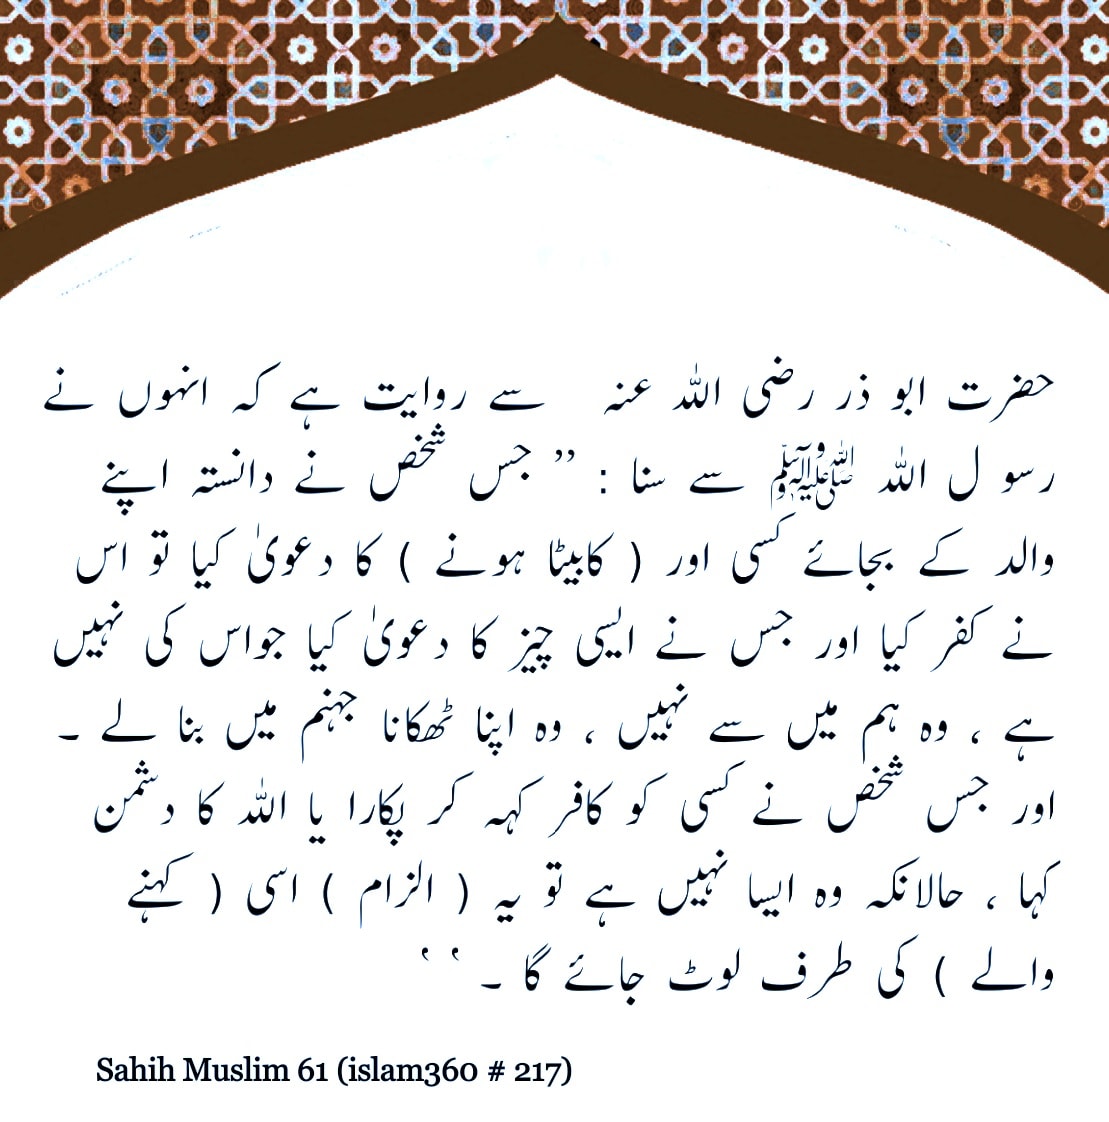 حضرت ابو ذر رضی اللہ عنہ سے روایت ہے کہ انہوں نے
رسو ل اللہ ﷺ سے سنا : ’’ جس شخص نے دانستہ اپنے
والد کے بجائے کسی اور ( کابیٹا ہونے ) کا دعویٰ کیا تو اس
نے کفر کیا اور جس نے ایسی چیز کا دعویٰ کیا جواس کی نہیں
ہے ، وہ ہم میں سے نہیں ، وہ اپنا ٹھکانا جہنم میں بنا لے ۔
اور جس شخص نے کسی کو کافر کہہ کر پکارا یا اللہ کا دشمن
کہا ، حالانکہ وہ ایسا نہیں ہے تو یہ ( الزام ) اسی ( کہنے
والے ) کی طرف لوٹ جائے گا ۔ ‘ ‘
Sahih Muslim 61 (islam360 # 217)